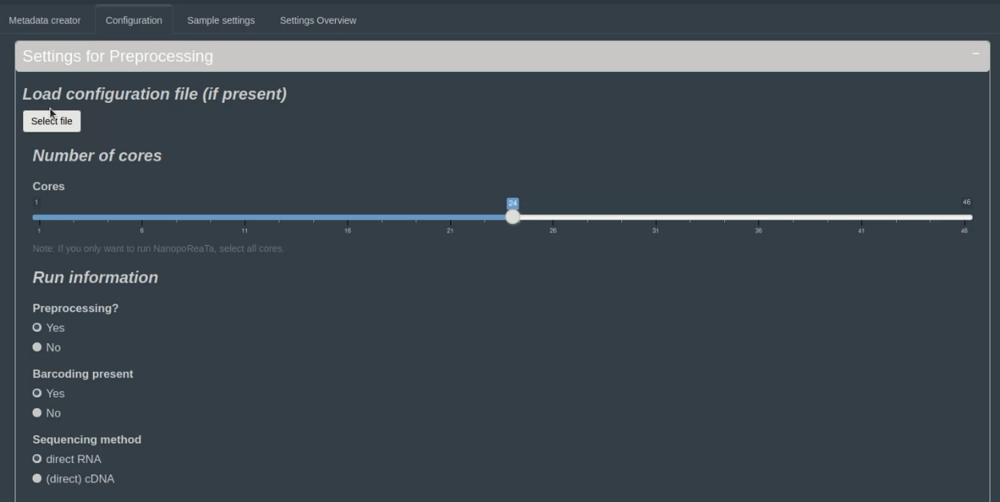 Metadata creator Configuration Sample settings Settings Overview
Settings for Preprocessing −
Load configuration file (if present)
Select file
Number of cores
Cores
1 24 46
1 6 11 16 21 26 31 36 41 46
Note: If you only want to run NanopoReaTa, select all cores.
Run information
Preprocessing?
Yes
No
Barcoding present
Yes
No
Sequencing method
direct RNA
(direct) cDNA